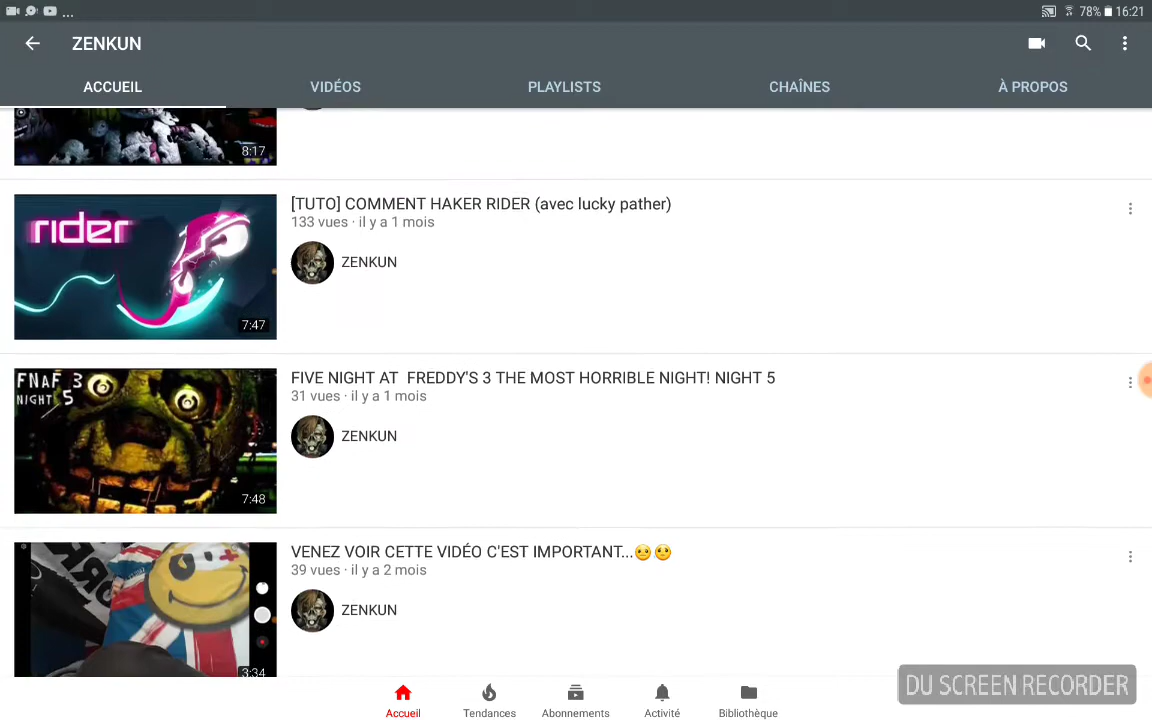 ...
78% 16:21
ZENKUN
ACCUEIL VIDÉOS PLAYLISTS CHAÎNES À PROPOS
8:17
rider
7:47
[TUTO] COMMENT HAKER RIDER (avec lucky pather)
133 vues · il y a 1 mois
ZENKUN
FNAF 3
NIGHT 5
7:48
FIVE NIGHT AT FREDDY'S 3 THE MOST HORRIBLE NIGHT! NIGHT 5
31 vues · il y a 1 mois
ZENKUN
3:34
VENEZ VOIR CETTE VIDÉO C'EST IMPORTANT...🥺🥺
39 vues · il y a 2 mois
ZENKUN
Accueil Tendances Abonnements Activité Bibliothèque
DU SCREEN RECORDER